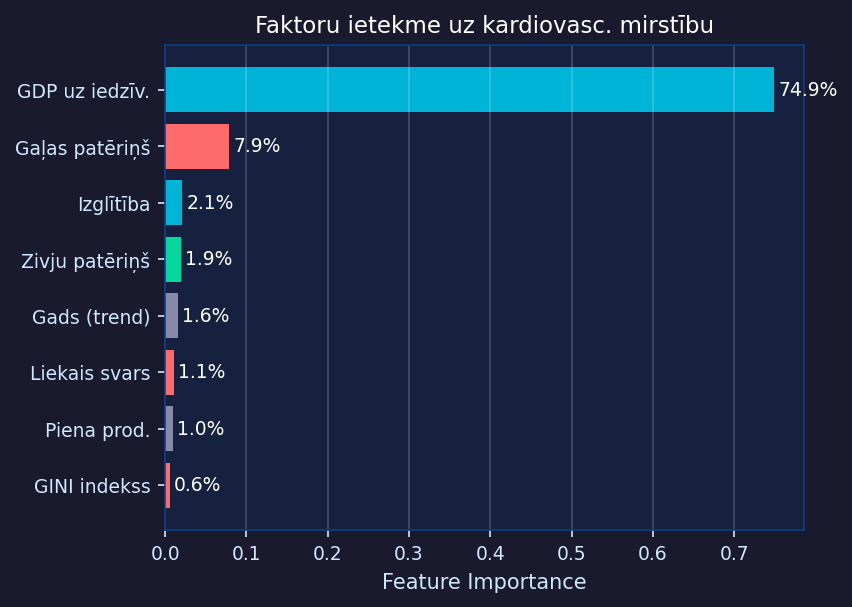 Faktoru ietekme uz kardiovasc. mirstību
GDP uz iedzīv. 74.9%
Gaļas patēriņš 7.9%
Izglītība 2.1%
Zivju patēriņš 1.9%
Gads (trend) 1.6%
Liekais svars 1.1%
Piena prod. 1.0%
GINI indekss 0.6%
0.0 0.1 0.2 0.3 0.4 0.5 0.6 0.7
Feature Importance